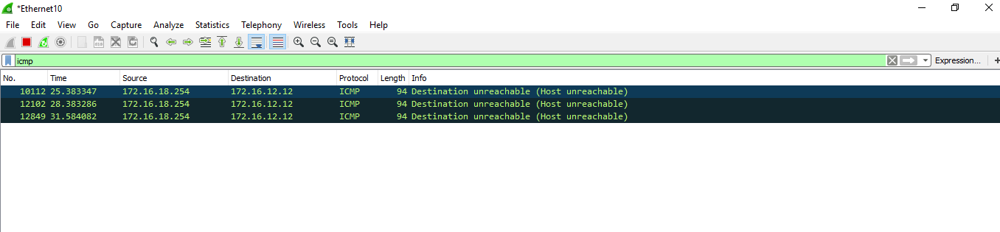 *Ethernet10
File Edit View Go Capture Analyze Statistics Telephony Wireless Tools Help
icmp Expression... +
No. Time Source Destination Protocol Length Info
10112 25.383347 172.16.18.254 172.16.12.12 ICMP 94 Destination unreachable (Host unreachable)
12102 28.383286 172.16.18.254 172.16.12.12 ICMP 94 Destination unreachable (Host unreachable)
12849 31.584082 172.16.18.254 172.16.12.12 ICMP 94 Destination unreachable (Host unreachable)